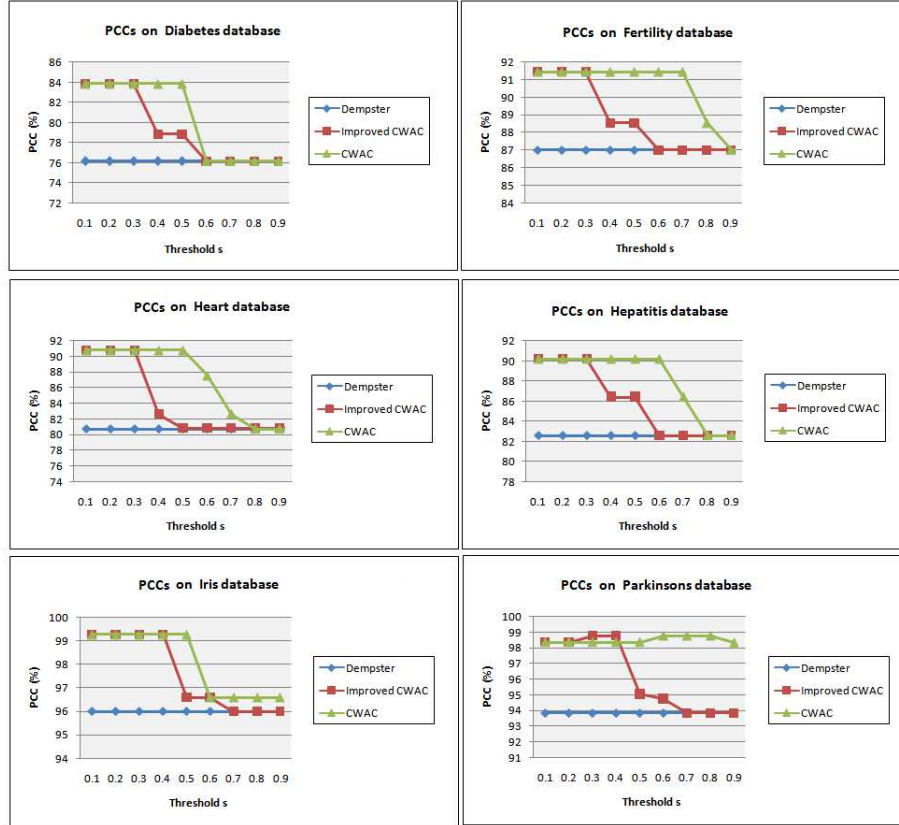 PCCs on Diabetes database
86
84
82
80
78
76
74
72
PCC (%)
0.1 0.2 0.3 0.4 0.5 0.6 0.7 0.8 0.9
Threshold s
Dempster
Improved CWAC
CWAC
PCCs on Fertility database
92
91
90
89
88
87
86
85
84
PCC (%)
0.1 0.2 0.3 0.4 0.5 0.6 0.7 0.8 0.9
Threshold s
Dempster
Improved CWAC
CWAC
PCCs on Heart database
92
90
88
86
84
82
80
78
76
74
PCC (%)
0.1 0.2 0.3 0.4 0.5 0.6 0.7 0.8 0.9
Threshold s
Dempster
Improved CWAC
CWAC
PCCs on Hepatitis database
92
90
88
86
84
82
80
78
PCC (%)
0.1 0.2 0.3 0.4 0.5 0.6 0.7 0.8 0.9
Threshold s
Dempster
Improved CWAC
CWAC
PCCs on Iris database
100
99
98
97
96
95
94
PCC (%)
0.1 0.2 0.3 0.4 0.5 0.6 0.7 0.8 0.9
Threshold s
Dempster
Improved CWAC
CWAC
PCCs on Parkinsons database
100
99
98
97
96
95
94
93
92
91
PCC (%)
0.1 0.2 0.3 0.4 0.5 0.6 0.7 0.8 0.9
Threshold s
Dempster
Improved CWAC
CWAC